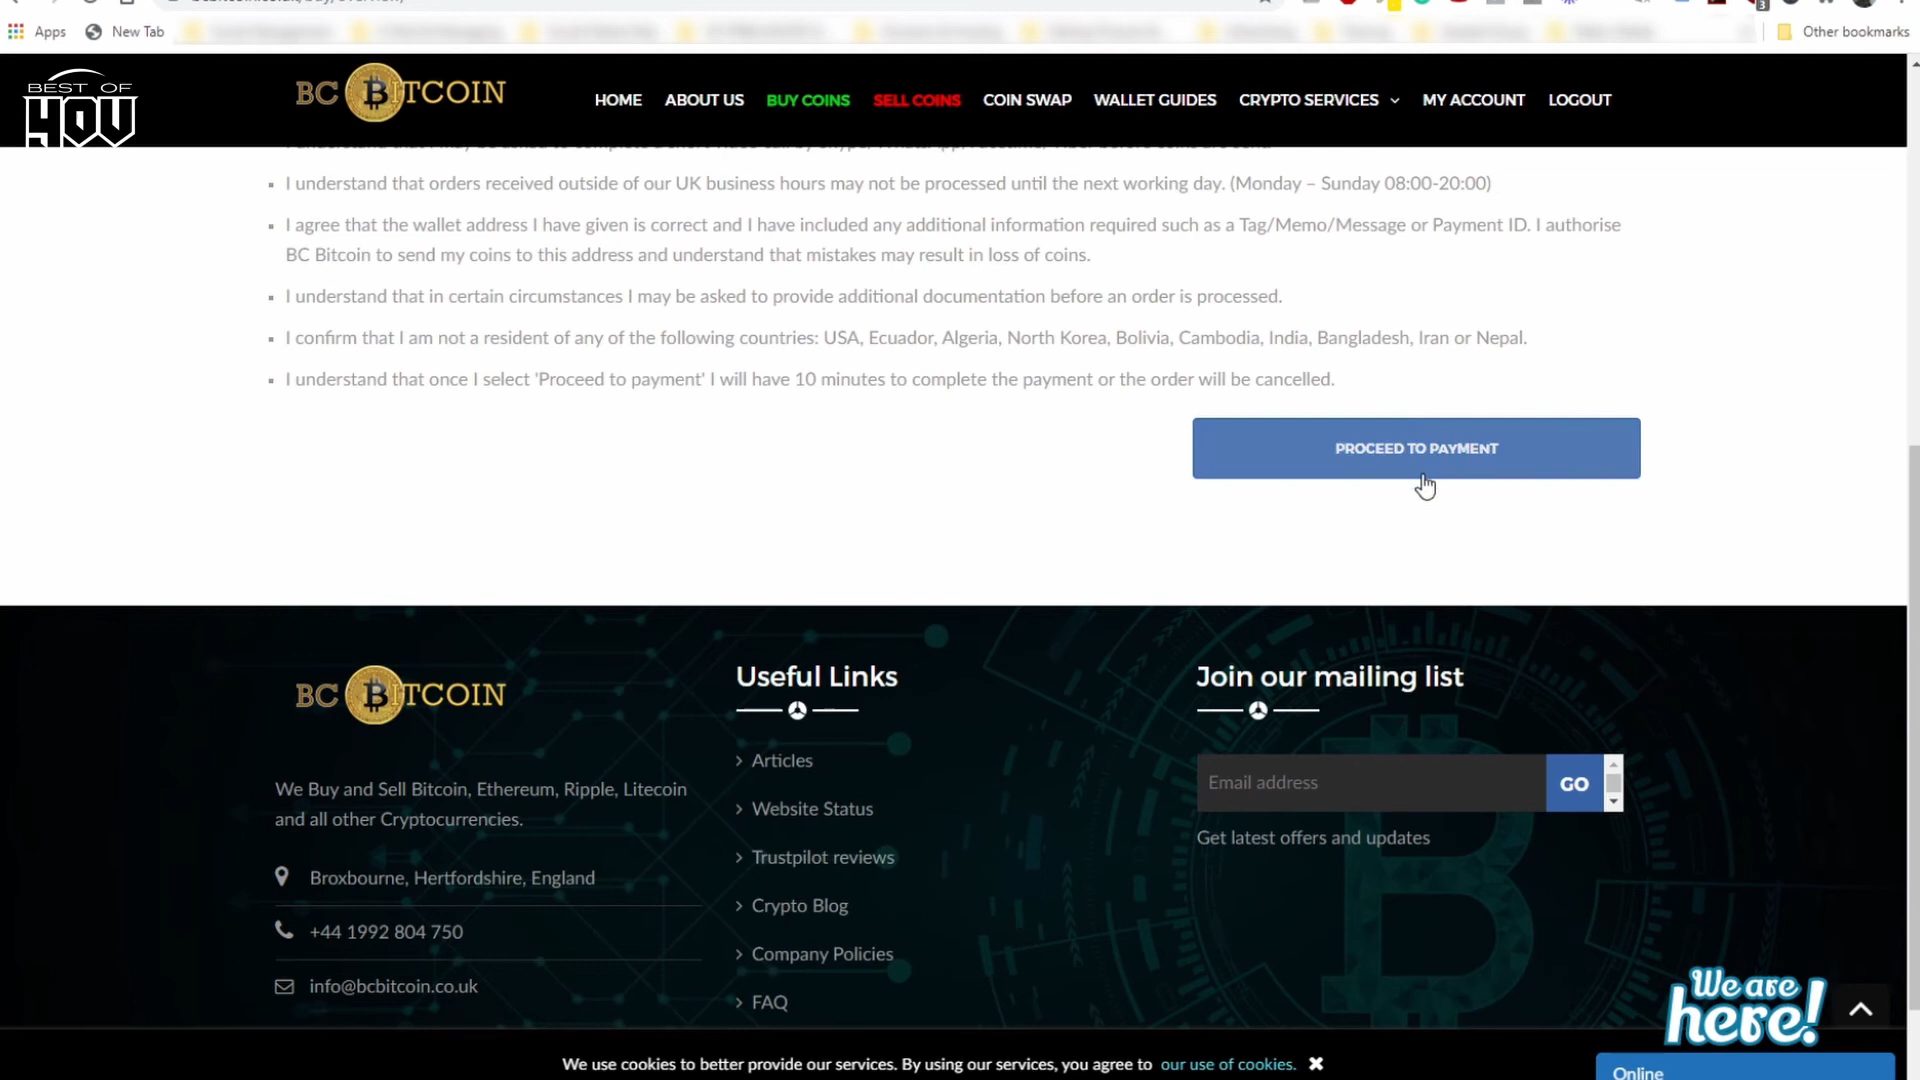 Apps New Tab Other bookmarks
BEST OF
YOU
BC BITCOIN HOME ABOUT US BUY COINS SELL COINS COIN SWAP WALLET GUIDES CRYPTO SERVICES MY ACCOUNT LOGOUT
I understand that orders received outside of our UK business hours may not be processed until the next working day. (Monday – Sunday 08:00-20:00)
I agree that the wallet address I have given is correct and I have included any additional information required such as a Tag/Memo/Message or Payment ID. I authorise
BC Bitcoin to send my coins to this address and understand that mistakes may result in loss of coins.
I understand that in certain circumstances I may be asked to provide additional documentation before an order is processed.
I confirm that I am not a resident of any of the following countries: USA, Ecuador, Algeria, North Korea, Bolivia, Cambodia, India, Bangladesh, Iran or Nepal.
I understand that once I select 'Proceed to payment' I will have 10 minutes to complete the payment or the order will be cancelled.
PROCEED TO PAYMENT
BC BITCOIN
We Buy and Sell Bitcoin, Ethereum, Ripple, Litecoin
and all other Cryptocurrencies.
Broxbourne, Hertfordshire, England
+44 1992 804 750
info@bcbitcoin.co.uk
Useful Links
Articles
Website Status
Trustpilot reviews
Crypto Blog
Company Policies
FAQ
Join our mailing list
Email address GO
Get latest offers and updates
We are
here!
We use cookies to better provide our services. By using our services, you agree to our use of cookies.
Online